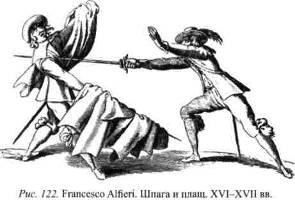 Рис. 122. Francesco Alfieri. Шпага и плащ. XVI–XVII вв.